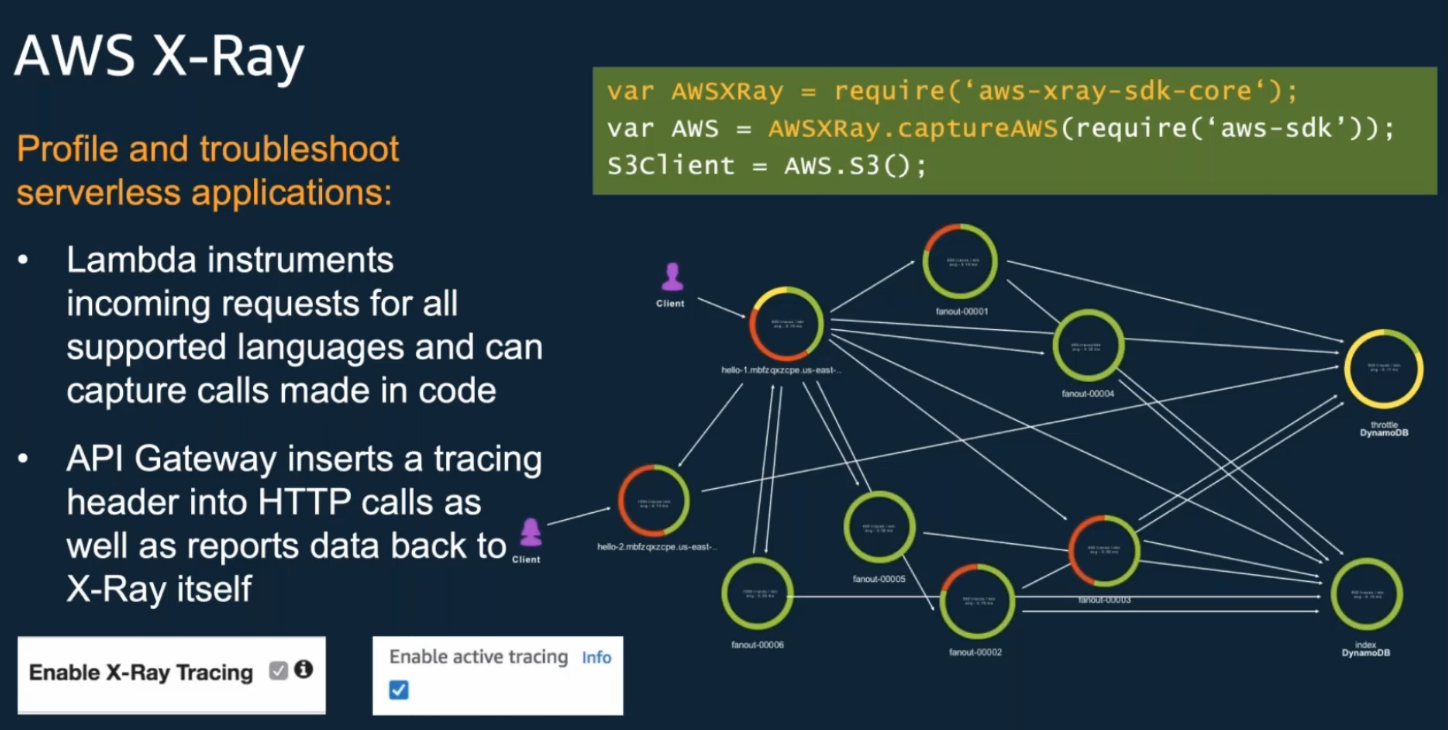 AWS X-Ray
Profile and troubleshoot
serverless applications:
• Lambda instruments
incoming requests for all
supported languages and can
capture calls made in code
• API Gateway inserts a tracing
header into HTTP calls as
well as reports data back to
X-Ray itself
Enable X-Ray Tracing
Enable active tracing Info
var AWSXRay = require(‘aws-xray-sdk-core‘);
var AWS = AWSXRay.captureAWS(require(‘aws-sdk’));
S3Client = AWS.S3();
Client
hello-1.mbfzqxzcpe.us-east-..
fanout-00001
fanout-00004
throttle
DynamoDB
Client
hello-2.mbfzqxzcpe.us-east-..
fanout-00005
fanout-00003
fanout-00006
fanout-00002
index
DynamoDB